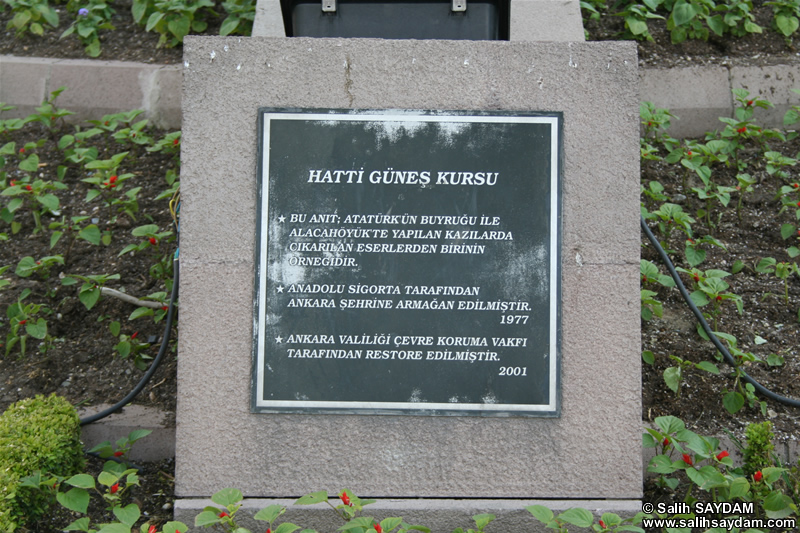 HATTİ GÜNEŞ KURSU
★ BU ANIT; ATATÜRK'ÜN BUYRUĞU İLE
ALACAHÖYÜK'TE YAPILAN KAZILARDA
ÇIKARILAN ESERLERDEN BİRİNİN
ÖRNEĞİDİR.
★ ANADOLU SİGORTA TARAFINDAN
ANKARA ŞEHRİNE ARMAĞAN EDİLMİŞTİR.
1977
★ ANKARA VALİLİĞİ ÇEVRE KORUMA VAKFI
TARAFINDAN RESTORE EDİLMİŞTİR.
2001
© Salih SAYDAM
www.salihsaydam.com